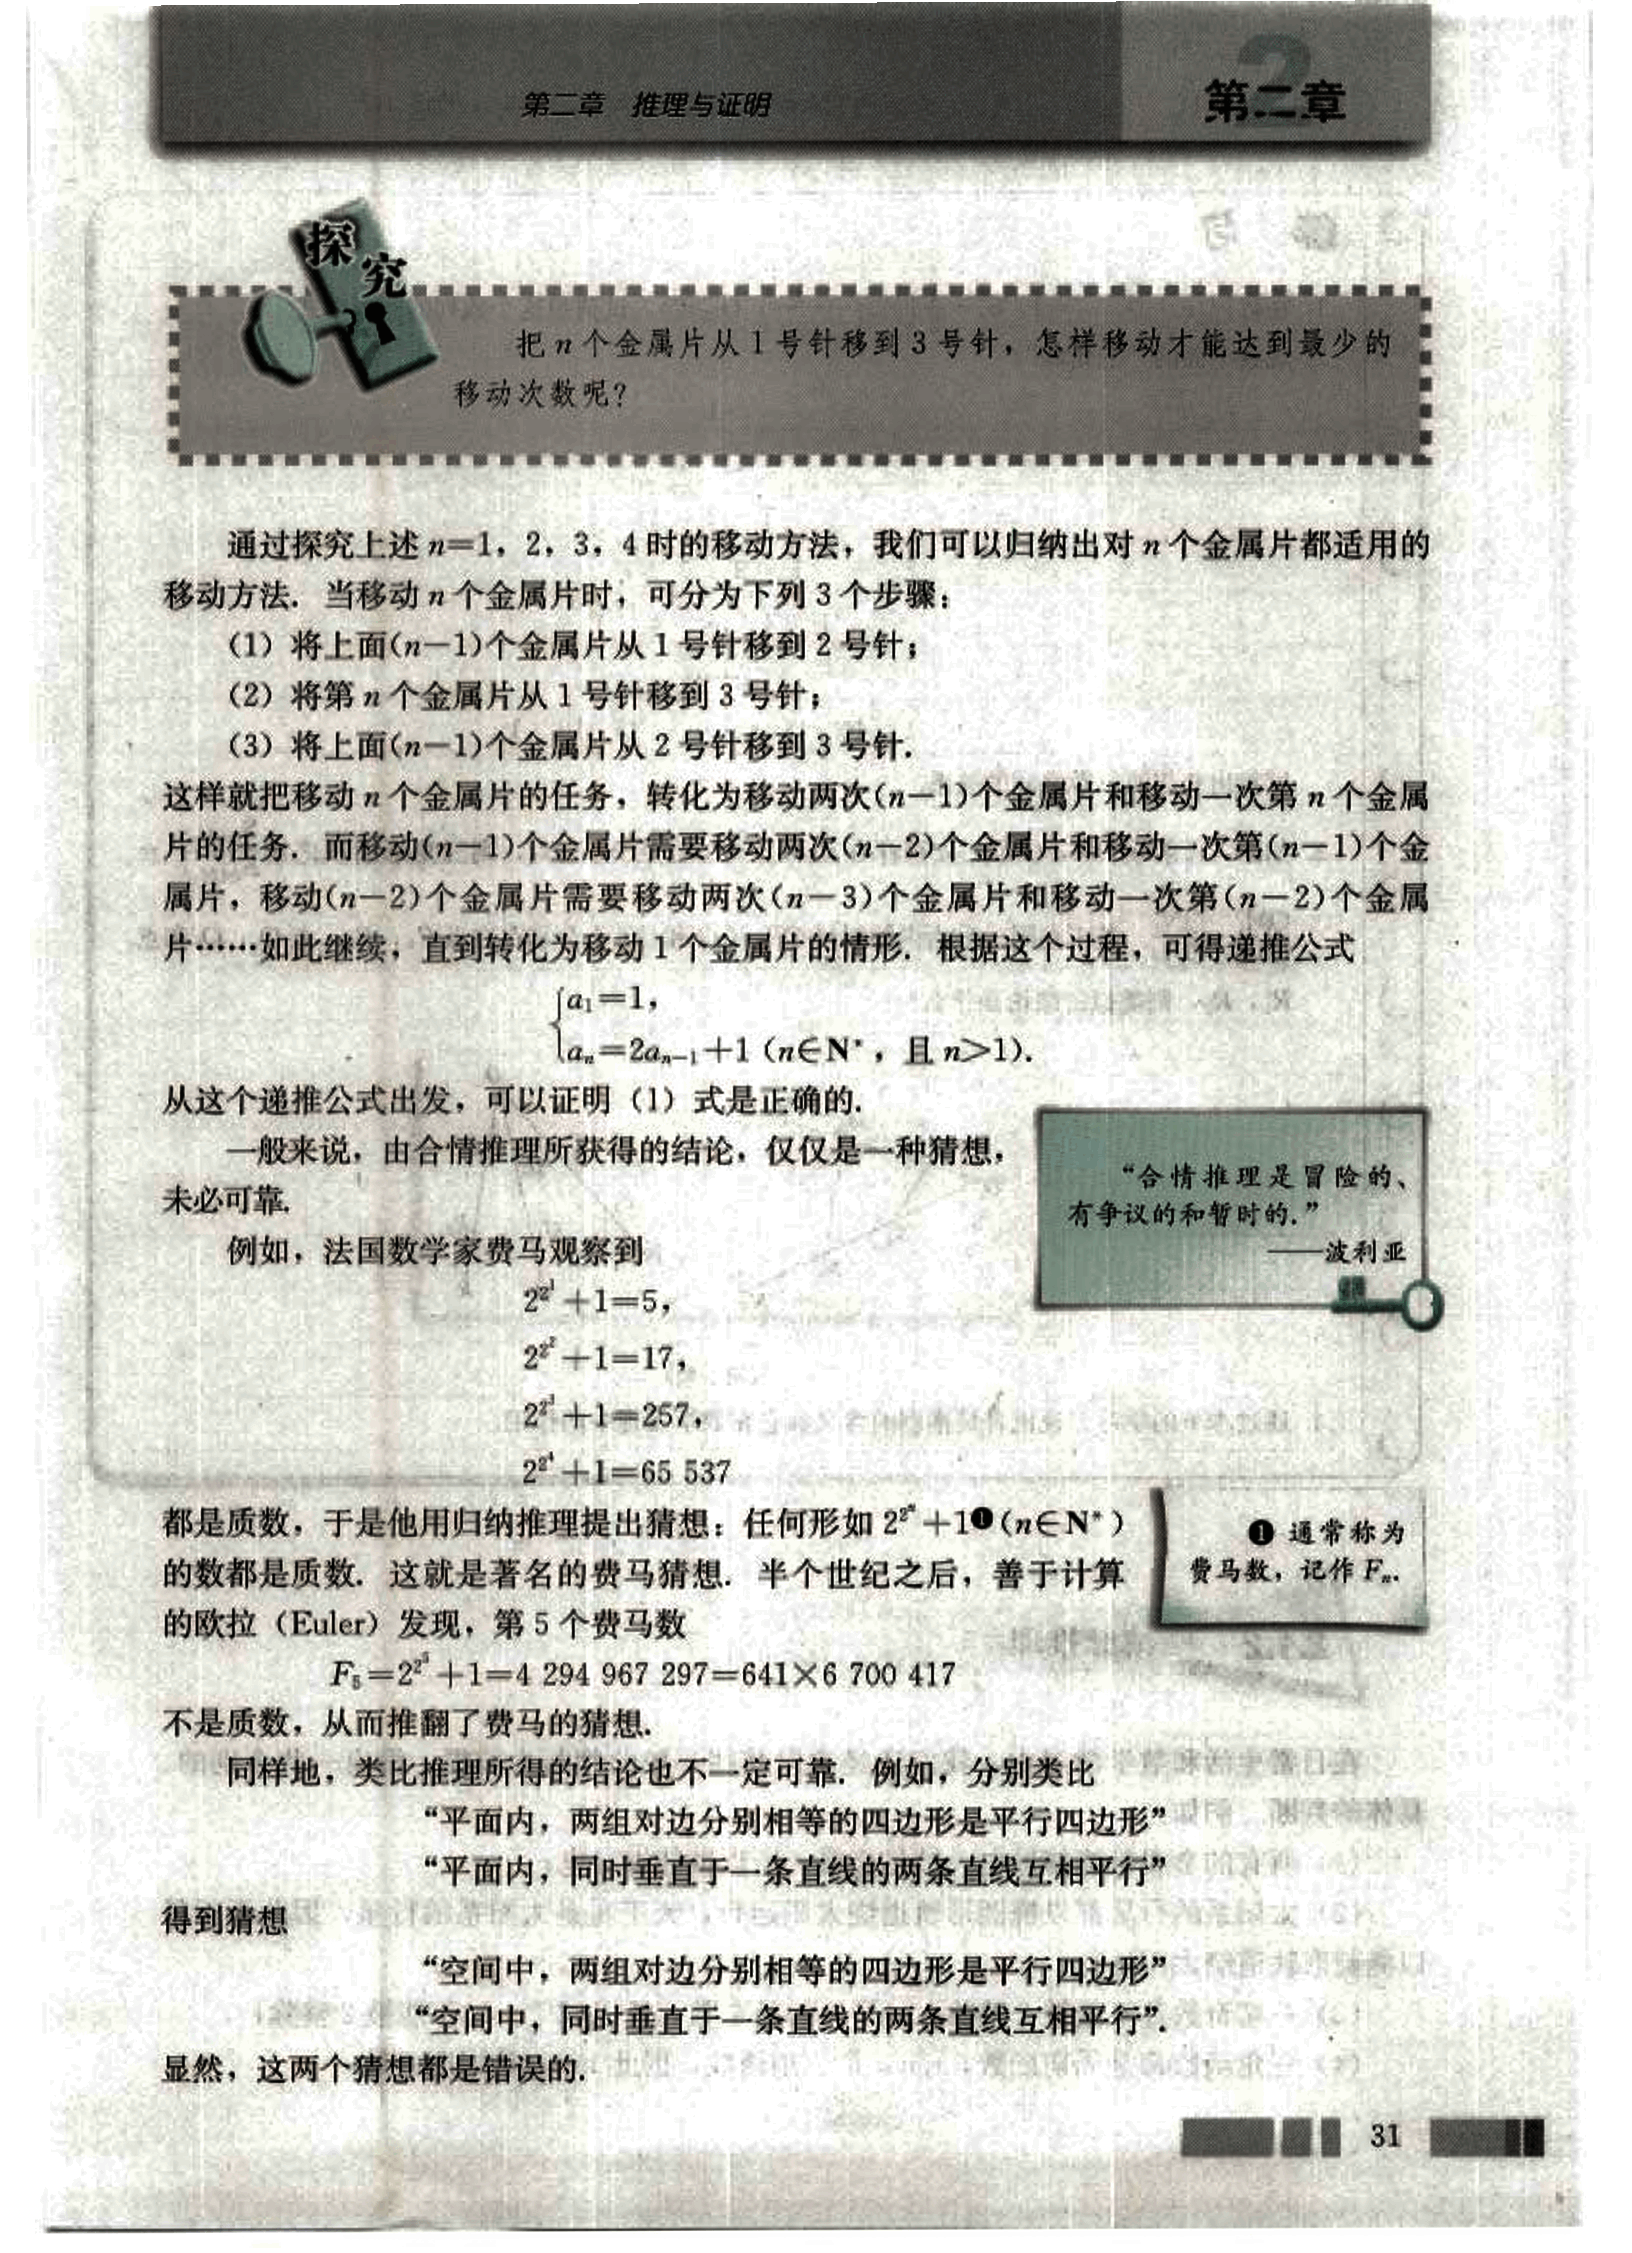 第二章 推理与证明
第二章
探究
把 n 个金属片从 1 号针移到 3 号针，怎样移动才能达到最少的
移动次数呢？
通过探究上述 n=1，2，3，4 时的移动方法，我们可以归纳出对 n 个金属片都适用的
移动方法. 当移动 n 个金属片时，可分为下列 3 个步骤：
（1）将上面(n－1)个金属片从 1 号针移到 2 号针；
（2）将第 n 个金属片从 1 号针移到 3 号针；
（3）将上面(n－1)个金属片从 2 号针移到 3 号针.
这样就把移动 n 个金属片的任务，转化为移动两次(n－1)个金属片和移动一次第 n 个金属
片的任务. 而移动(n－1)个金属片需要移动两次(n－2)个金属片和移动一次第(n－1)个金
属片，移动(n－2)个金属片需要移动两次(n－3)个金属片和移动一次第(n－2)个金属
片……如此继续，直到转化为移动 1 个金属片的情形. 根据这个过程，可得递推公式
{a₁=1，
aₙ=2aₙ₋₁+1 (n∈N*，且 n>1).
从这个递推公式出发，可以证明（1）式是正确的.
一般来说，由合情推理所获得的结论，仅仅是一种猜想，
未必可靠.
“合情推理是冒险的、
有争议的和暂时的.”
——波利亚
例如，法国数学家费马观察到
2^{2^1}+1=5，
2^{2^2}+1=17，
2^{2^3}+1=257，
2^{2^4}+1=65 537
都是质数，于是他用归纳推理提出猜想：任何形如 2^{2^n}+1❶(n∈N*)
的数都是质数. 这就是著名的费马猜想. 半个世纪之后，善于计算
的欧拉（Euler）发现，第 5 个费马数
❶ 通常称为
费马数，记作 Fₙ.
F₅=2^{2^5}+1=4 294 967 297=641×6 700 417
不是质数，从而推翻了费马的猜想.
同样地，类比推理所得的结论也不一定可靠. 例如，分别类比
“平面内，两组对边分别相等的四边形是平行四边形”
“平面内，同时垂直于一条直线的两条直线互相平行”
得到猜想
“空间中，两组对边分别相等的四边形是平行四边形”
“空间中，同时垂直于一条直线的两条直线互相平行”.
显然，这两个猜想都是错误的.
31